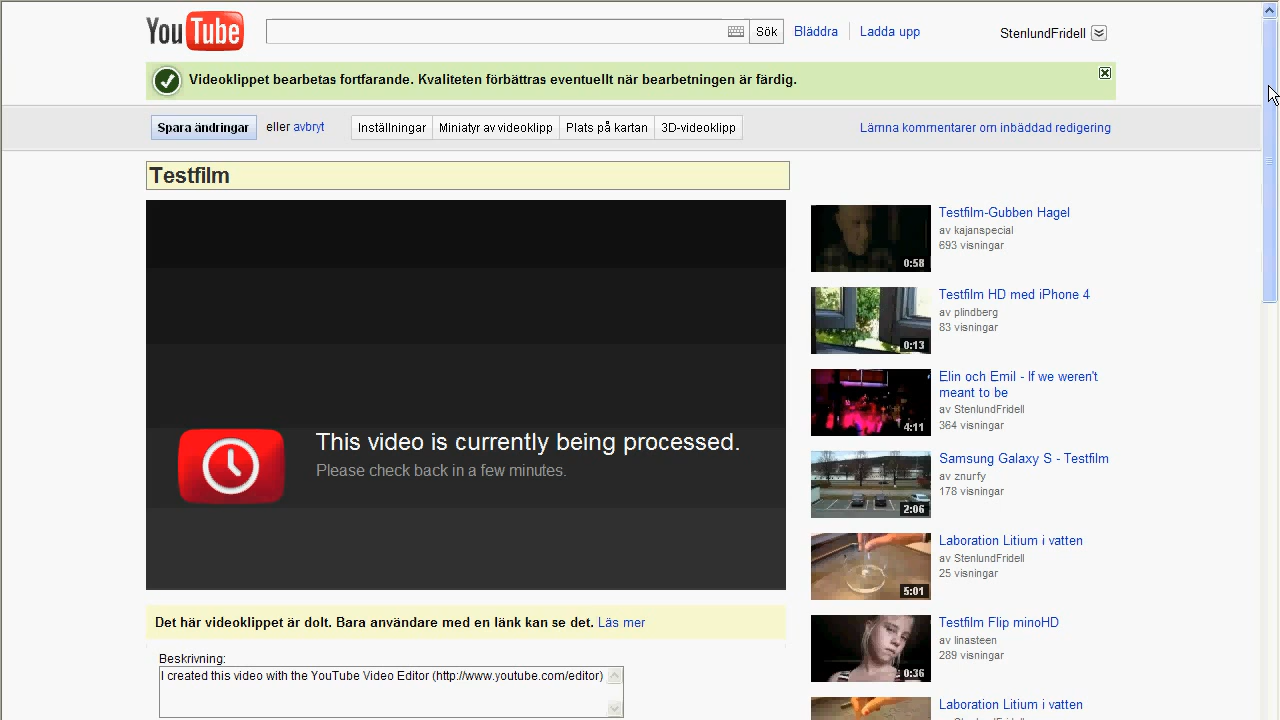 YouTube
Sök
Bläddra
Ladda upp
StenlundFridell
Videoklippet bearbetas fortfarande. Kvaliteten förbättras eventuellt när bearbetningen är färdig.
Spara ändringar
eller avbryt
Inställningar
Miniatyr av videoklipp
Plats på kartan
3D-videoklipp
Lämna kommentarer om inbäddad redigering
Testfilm
This video is currently being processed.
Please check back in a few minutes.
Det här videoklippet är dolt. Bara användare med en länk kan se det. Läs mer
Beskrivning:
I created this video with the YouTube Video Editor (http://www.youtube.com/editor)
0:58
Testfilm-Gubben Hagel
av kajanspecial
693 visningar
0:13
Testfilm HD med iPhone 4
av plindberg
83 visningar
4:11
Elin och Emil - If we weren't
meant to be
av StenlundFridell
364 visningar
2:06
Samsung Galaxy S - Testfilm
av znurfy
178 visningar
5:01
Laboration Litium i vatten
av StenlundFridell
25 visningar
0:36
Testfilm Flip minoHD
av linasteen
289 visningar
Laboration Litium i vatten